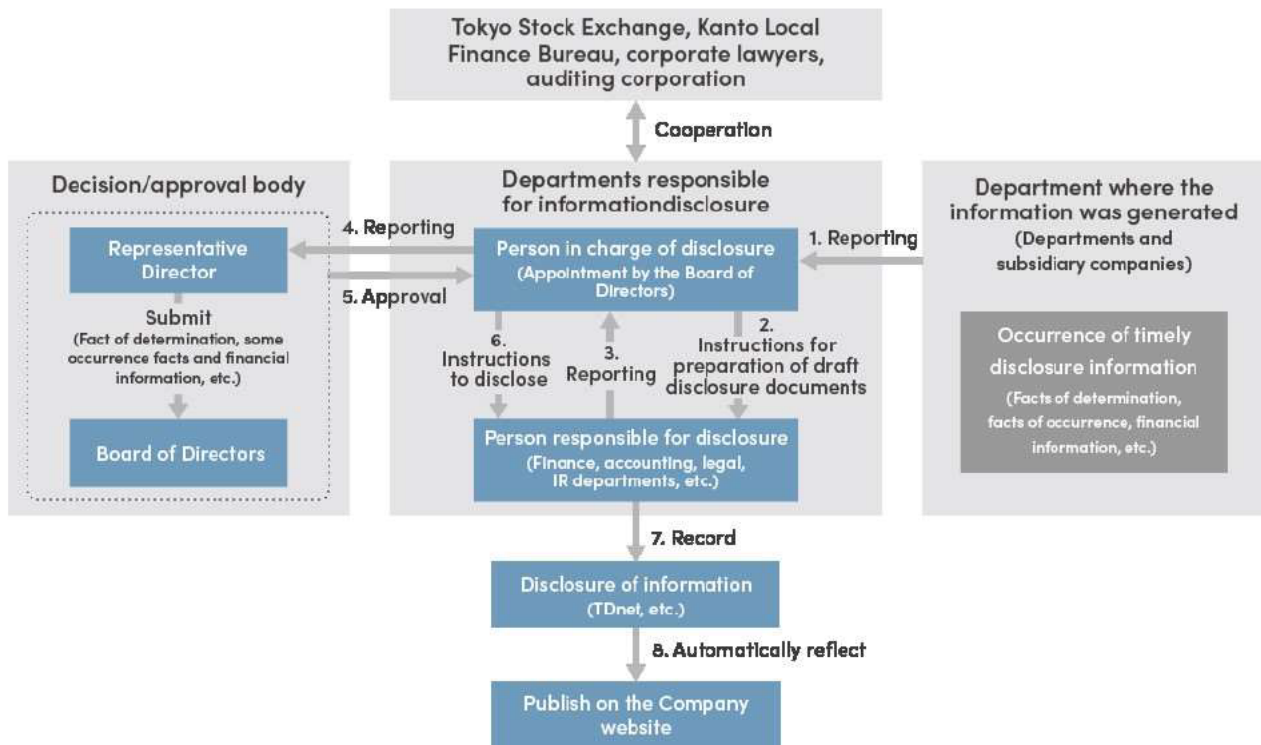 Tokyo Stock Exchange, Kanto Local
Finance Bureau, corporate lawyers,
auditing corporation
Cooperation
Decision/approval body
Representative
Director
Submit
(Fact of determination, some
occurrence facts and financial
information, etc.)
Board of Directors
4. Reporting
5. Approval
Departments responsible
for informationdisclosure
Person in charge of disclosure
(Appointment by the Board of
Directors)
6.
Instructions
to disclose
3.
Reporting
2.
Instructions for
preparation of draft
disclosure documents
Person responsible for disclosure
(Finance, accounting, legal,
IR departments, etc.)
1. Reporting
Department where the
information was generated
(Departments and
subsidiary companies)
Occurrence of timely
disclosure information
(Facts of determination,
facts of occurrence, financial
information, etc.)
7. Record
Disclosure of information
(TDnet, etc.)
8. Automatically reflect
Publish on the Company
website